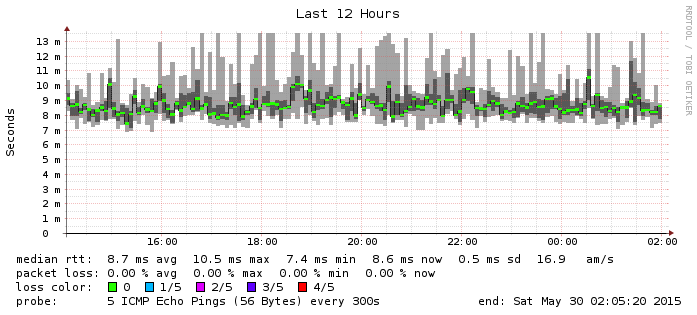 Last 12 Hours
RRDTOOL / TOBI OETIKER
Seconds
13 m
12 m
11 m
10 m
9 m
8 m
7 m
6 m
5 m
4 m
3 m
2 m
1 m
0
16:00 18:00 20:00 22:00 00:00 02:00
median rtt: 8.7 ms avg 10.5 ms max 7.4 ms min 8.6 ms now 0.5 ms sd 16.9 am/s
packet loss: 0.00 % avg 0.00 % max 0.00 % min 0.00 % now
loss color: 0 1/5 2/5 3/5 4/5
probe: 5 ICMP Echo Pings (56 Bytes) every 300s end: Sat May 30 02:05:20 2015